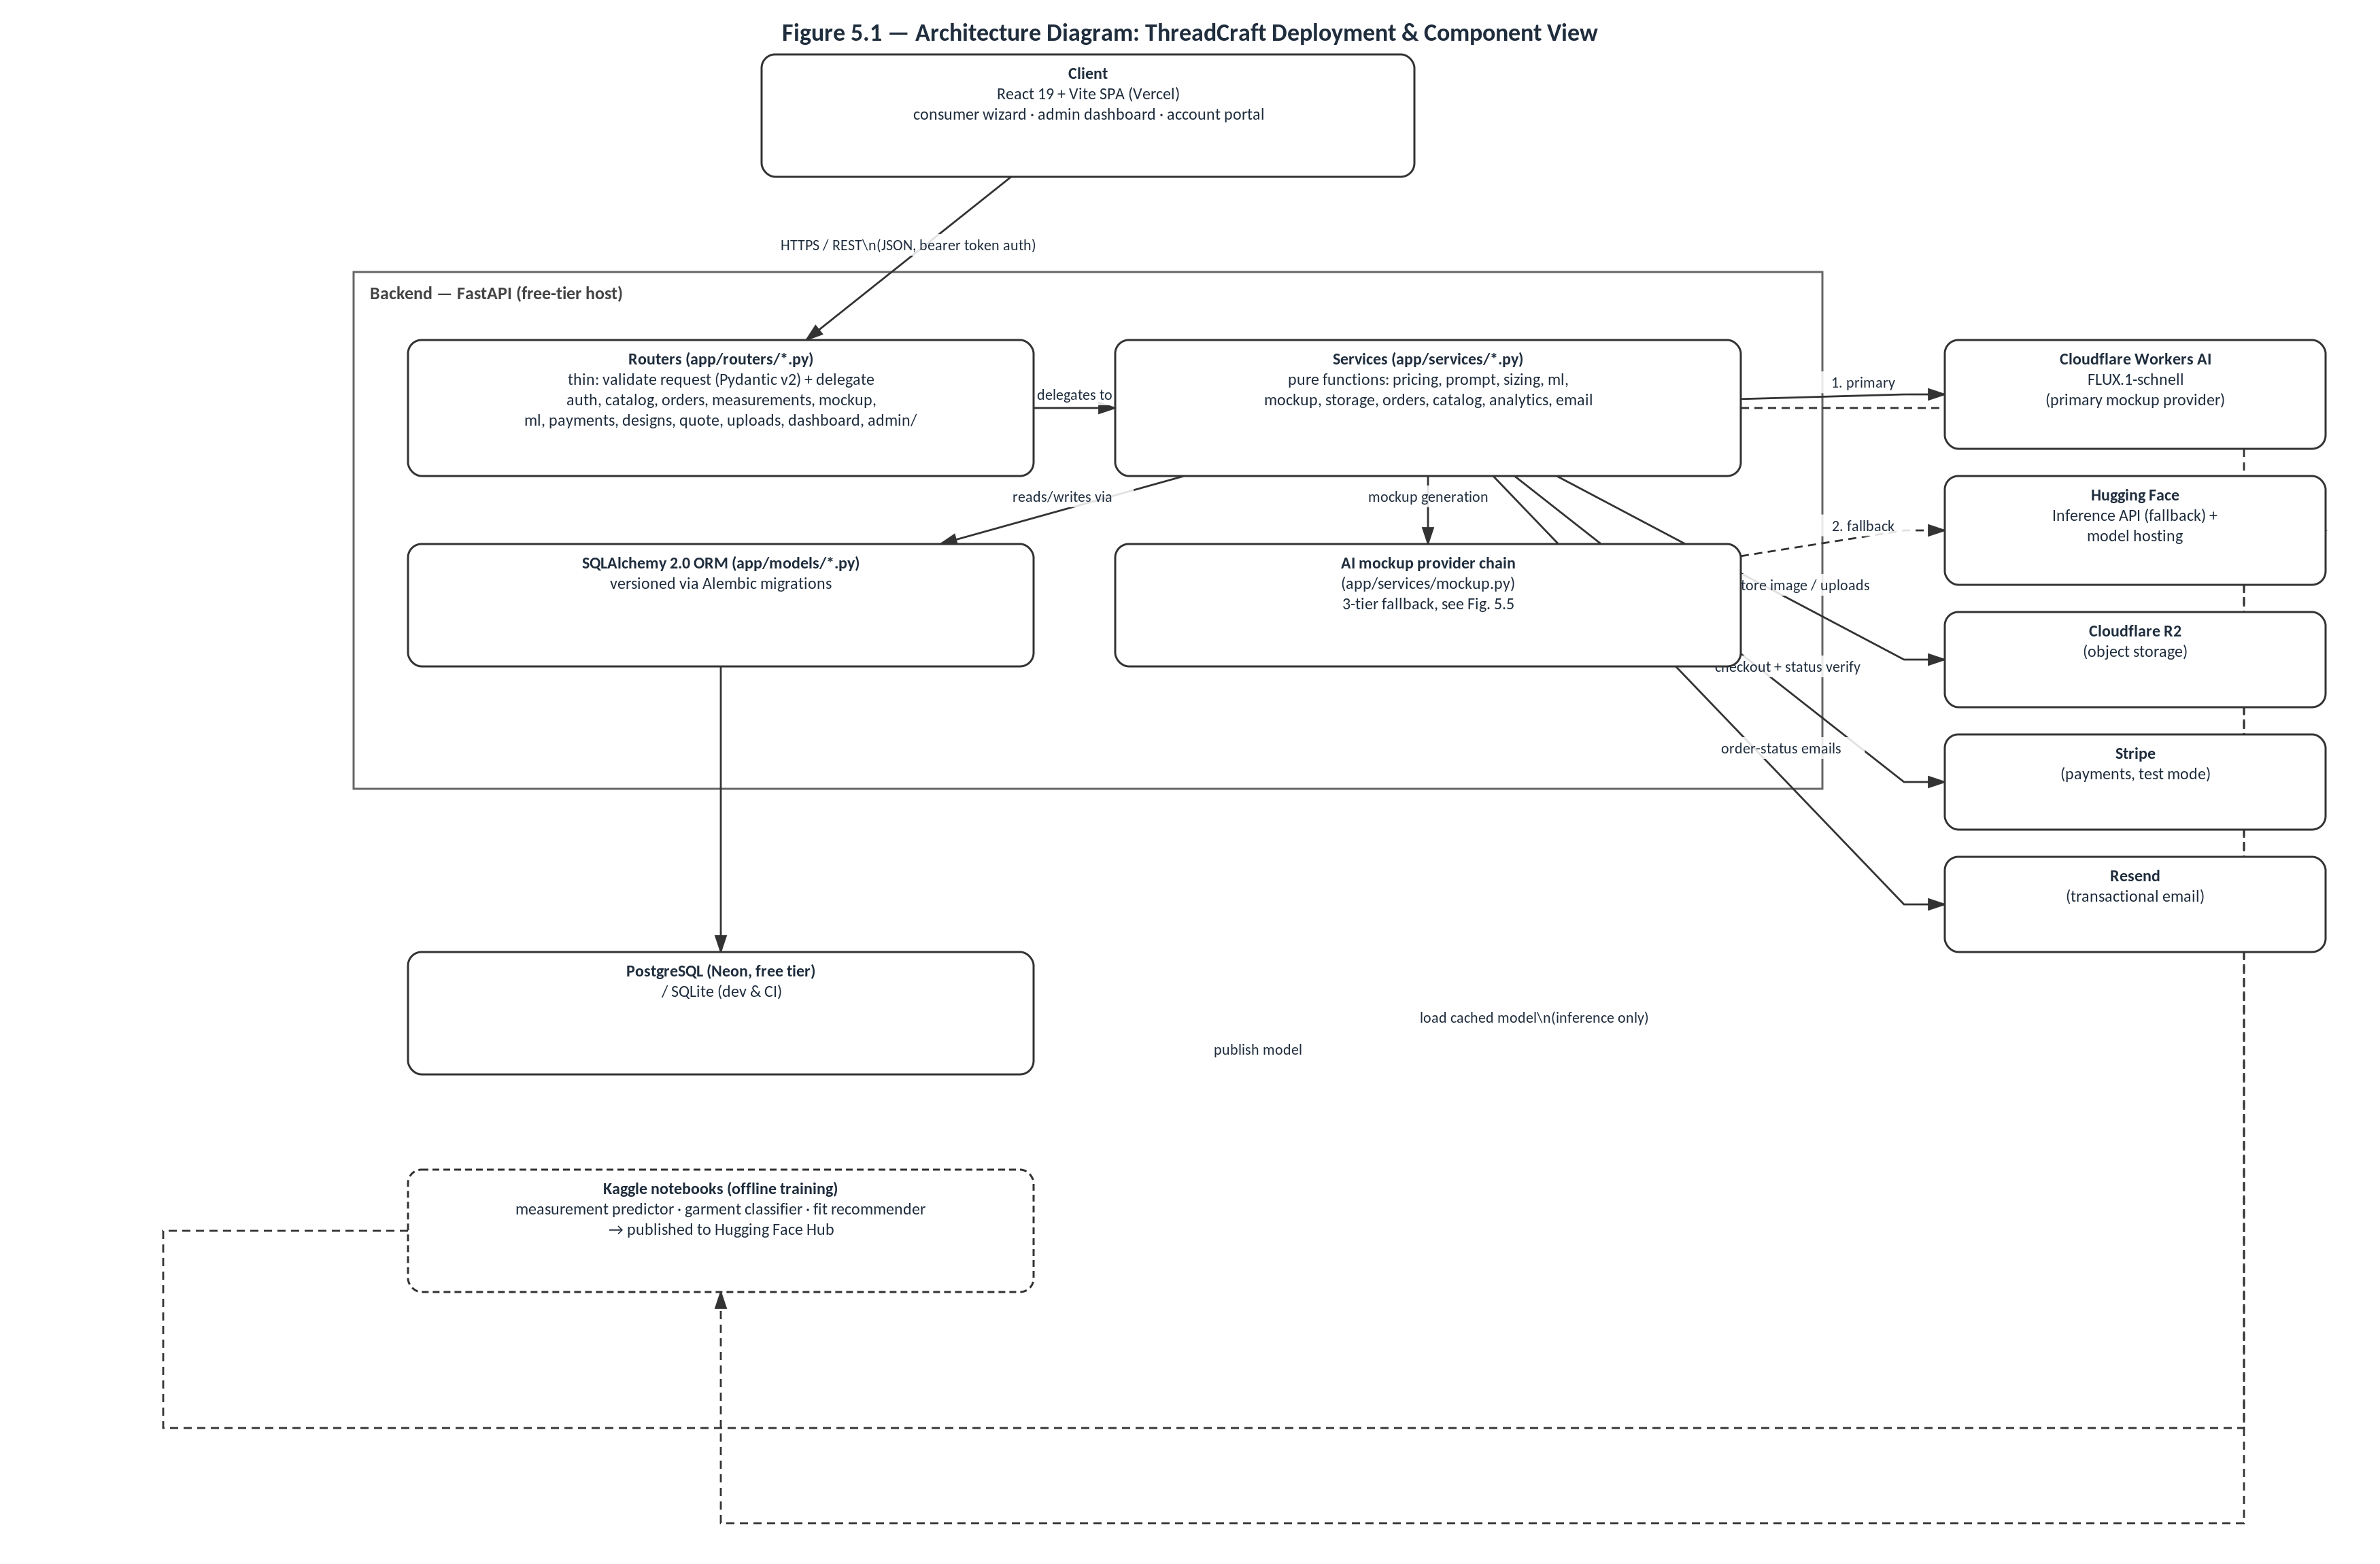 Figure 5.1 — Architecture Diagram: ThreadCraft Deployment & Component View
Client
React 19 + Vite SPA (Vercel)
consumer wizard · admin dashboard · account portal
HTTPS / REST\n(JSON, bearer token auth)
Backend — FastAPI (free-tier host)
Routers (app/routers/*.py)
thin: validate request (Pydantic v2) + delegate
auth, catalog, orders, measurements, mockup,
ml, payments, designs, quote, uploads, dashboard, admin/
delegates to
Services (app/services/*.py)
pure functions: pricing, prompt, sizing, ml,
mockup, storage, orders, catalog, analytics, email
1. primary
Cloudflare Workers AI
FLUX.1-schnell
(primary mockup provider)
reads/writes via
mockup generation
2. fallback
Hugging Face
Inference API (fallback) +
model hosting
SQLAlchemy 2.0 ORM (app/models/*.py)
versioned via Alembic migrations
AI mockup provider chain
(app/services/mockup.py)
3-tier fallback, see Fig. 5.5
tore image / uploads
Cloudflare R2
(object storage)
checkout + status verify
order-status emails
Stripe
(payments, test mode)
Resend
(transactional email)
PostgreSQL (Neon, free tier)
/ SQLite (dev & CI)
load cached model\n(inference only)
publish model
Kaggle notebooks (offline training)
measurement predictor · garment classifier · fit recommender
→ published to Hugging Face Hub